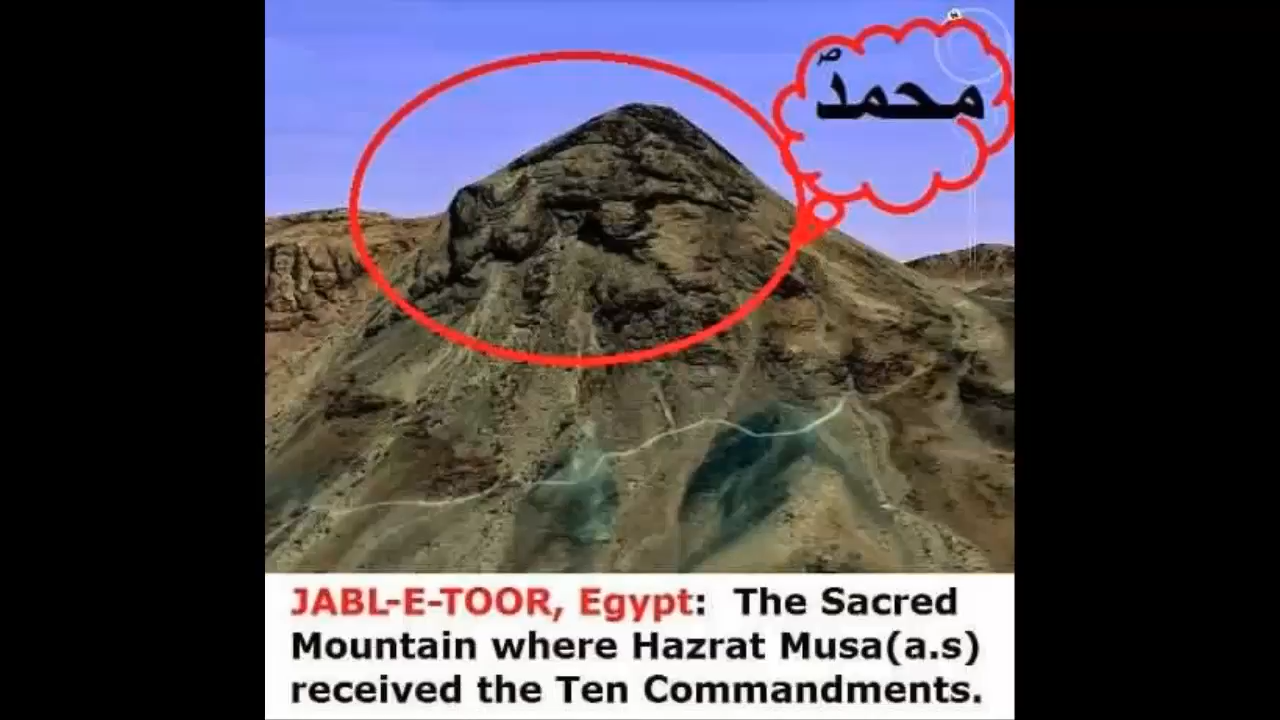 محمدؐ
JABL-E-TOOR, Egypt: The Sacred
Mountain where Hazrat Musa(a.s)
received the Ten Commandments.